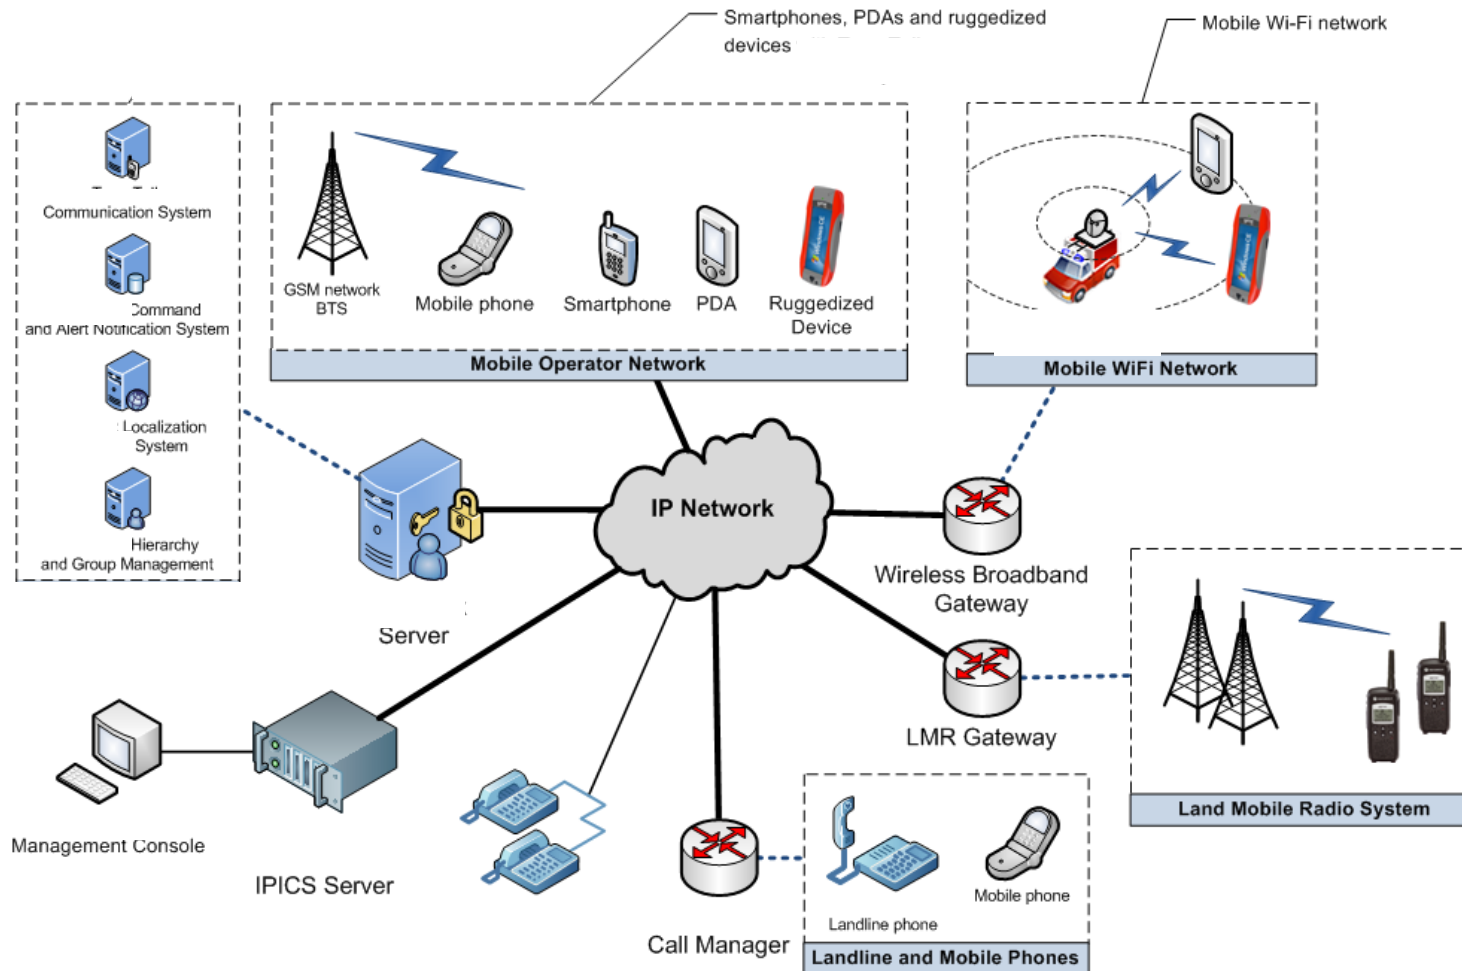 Smartphones, PDAs and ruggedized
devices
Mobile Wi-Fi network
Communication System
Command
and Alert Notification System
Localization
System
Hierarchy
and Group Management
GSM network
BTS
Mobile phone
Smartphone
PDA
Ruggedized
Device
Mobile Operator Network
Mobile WiFi Network
IP Network
Server
Wireless Broadband
Gateway
LMR Gateway
Land Mobile Radio System
Management Console
IPICS Server
Call Manager
Landline phone
Mobile phone
Landline and Mobile Phones